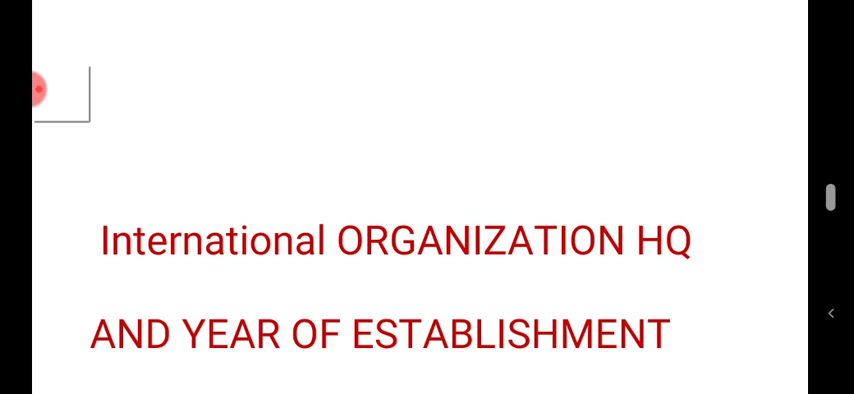 International ORGANIZATION HQ
AND YEAR OF ESTABLISHMENT